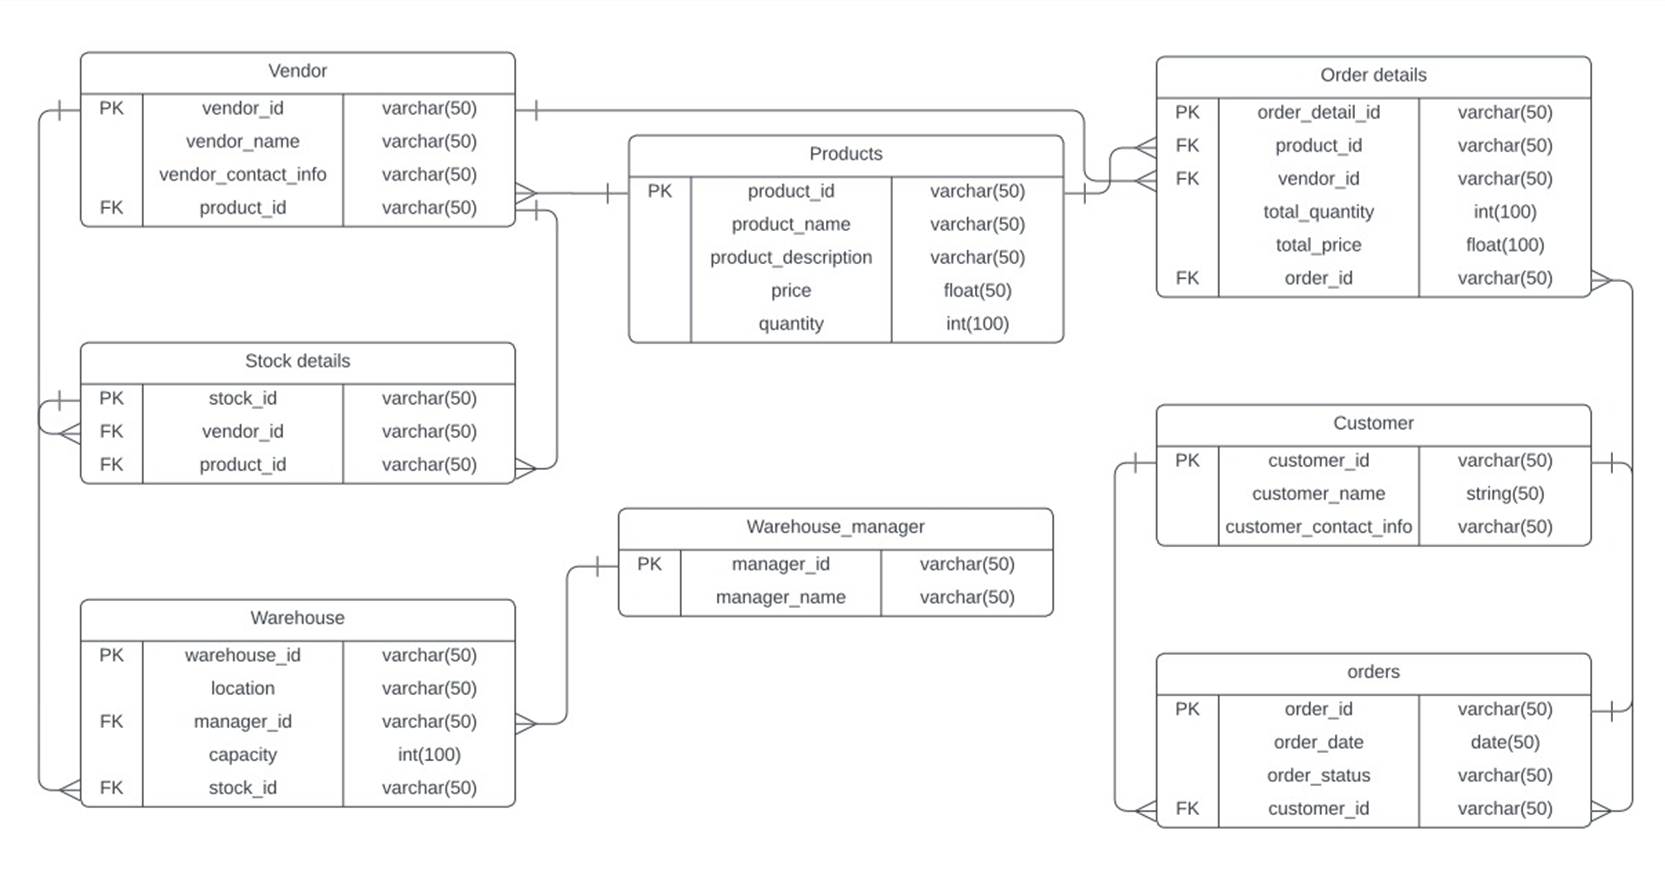 Vendor
PK vendor_id varchar(50)
vendor_name varchar(50)
vendor_contact_info varchar(50)
FK product_id varchar(50)
Products
PK product_id varchar(50)
product_name varchar(50)
product_description varchar(50)
price float(50)
quantity int(100)
Order details
PK order_detail_id varchar(50)
FK product_id varchar(50)
FK vendor_id varchar(50)
total_quantity int(100)
total_price float(100)
FK order_id varchar(50)
Stock details
PK stock_id varchar(50)
FK vendor_id varchar(50)
FK product_id varchar(50)
Customer
PK customer_id varchar(50)
customer_name string(50)
customer_contact_info varchar(50)
Warehouse_manager
PK manager_id varchar(50)
manager_name varchar(50)
Warehouse
PK warehouse_id varchar(50)
location varchar(50)
FK manager_id varchar(50)
capacity int(100)
FK stock_id varchar(50)
orders
PK order_id varchar(50)
order_date date(50)
order_status varchar(50)
FK customer_id varchar(50)